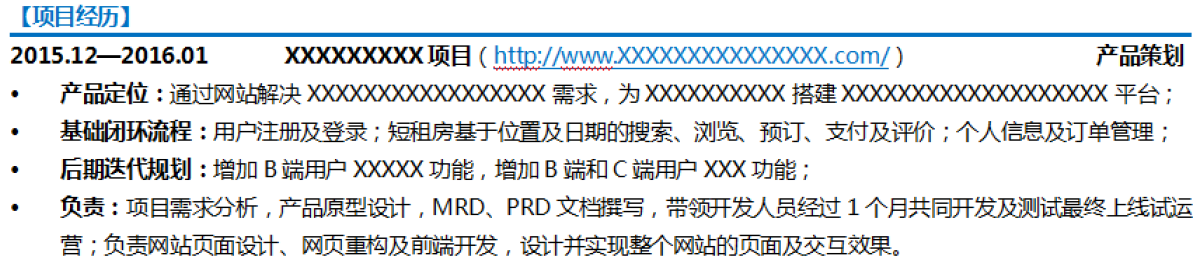 【项目经历】
2015.12—2016.01 XXXXXXXXX 项目（http://www.XXXXXXXXXXXXXXX.com/） 产品策划
• 产品定位：通过网站解决 XXXXXXXXXXXXXXXXX 需求，为 XXXXXXXXXX 搭建 XXXXXXXXXXXXXXXXXXX 平台；
• 基础闭环流程：用户注册及登录；短租房基于位置及日期的搜索、浏览、预订、支付及评价；个人信息及订单管理；
• 后期迭代规划：增加 B 端用户 XXXXX 功能，增加 B 端和 C 端用户 XXX 功能；
• 负责：项目需求分析，产品原型设计，MRD、PRD 文档撰写，带领开发人员经过 1 个月共同开发及测试最终上线试运
营；负责网站页面设计、网页重构及前端开发，设计并实现整个网站的页面及交互效果。